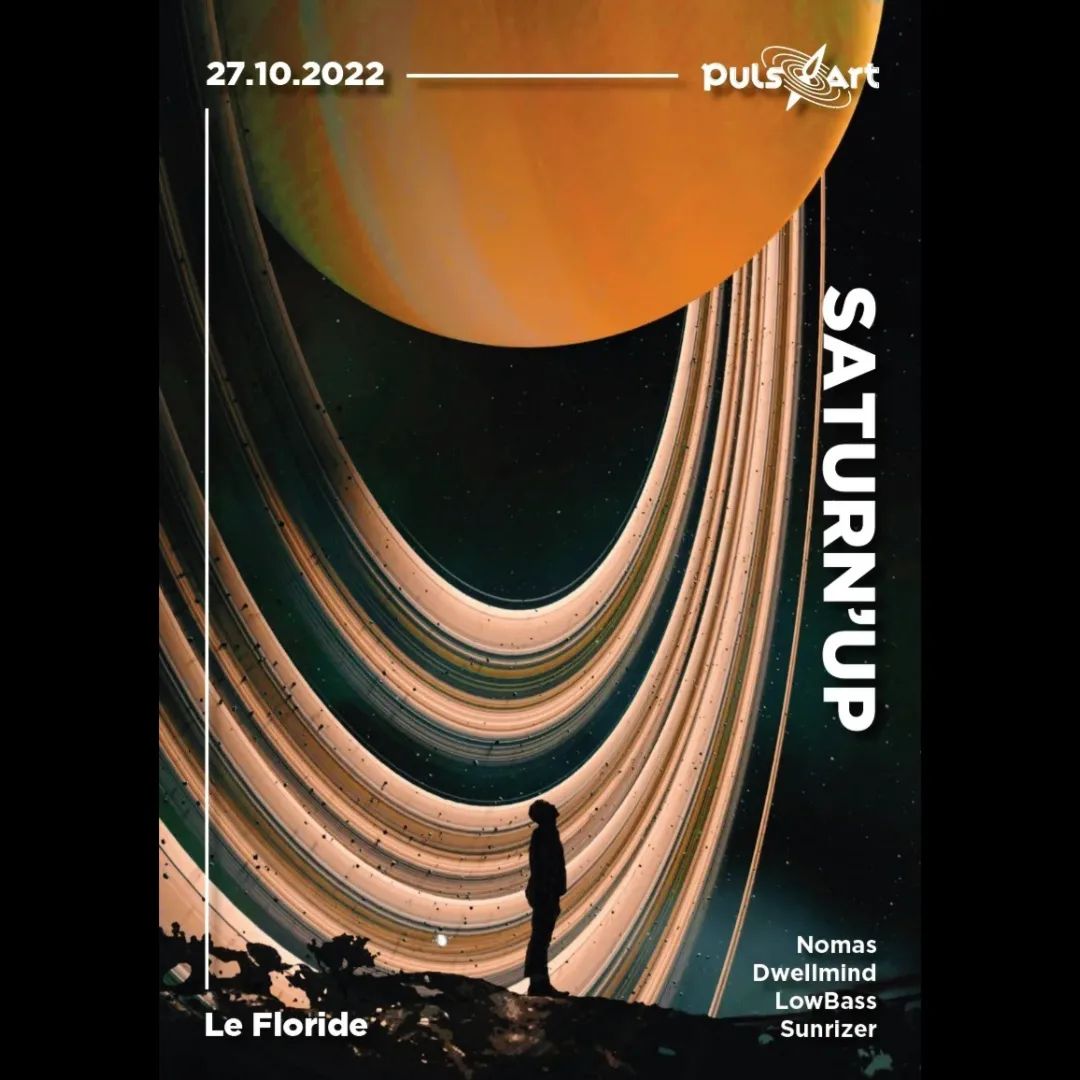 27.10.2022
Puls Art
SATURN'UP
Nomas
Dwellmind
LowBass
Sunrizer
Le Floride